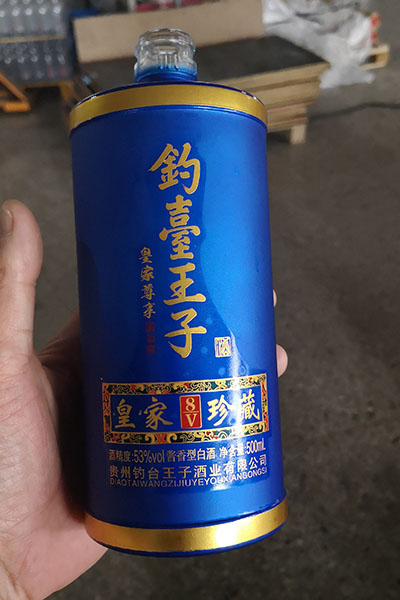 釣臺王子
皇家尊享
皇家
8
V
珍藏
酒精度:53%vol 酱香型白酒 净含量:500mL
贵州钓台王子酒业有限公司
DIAOTAIWANGZIJIUYEYOUXIANGONGSI